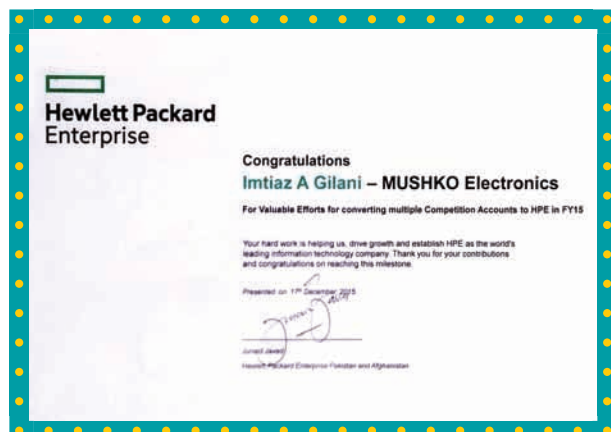 Hewlett Packard
Enterprise
Congratulations
Imtiaz A Gilani – MUSHKO Electronics
For Valuable Efforts for converting multiple Competition Accounts to HPE in FY15
Your hard work is helping us, drive growth and establish HPE as the world's
leading information technology company. Thank you for your contributions
and congratulations on reaching this milestone.
Presented on 17th December 2015
Junaid Javed
Hewlett Packard Enterprise Pakistan and Afghanistan